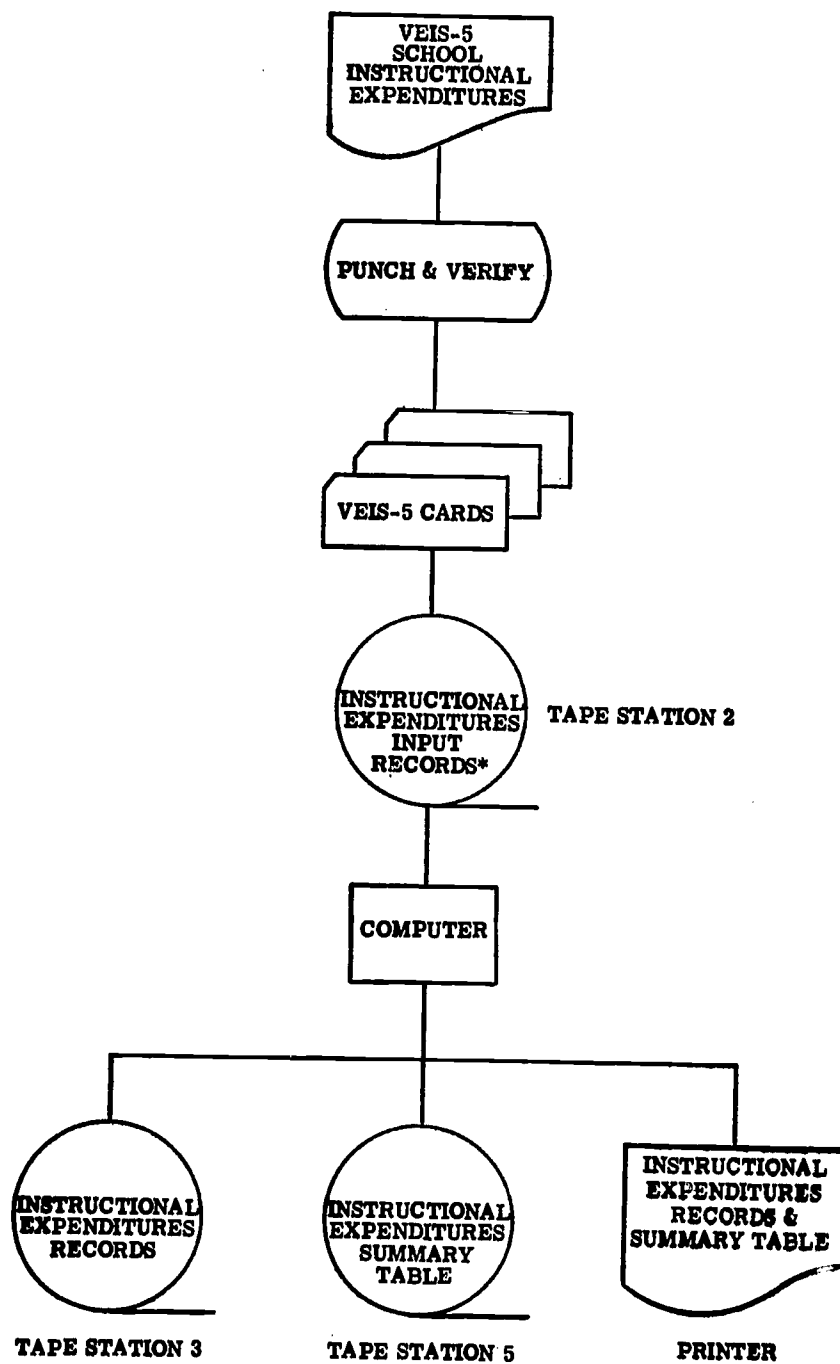 VEIS-5
SCHOOL
INSTRUCTIONAL
EXPENDITURES
PUNCH & VERIFY
VEIS-5 CARDS
INSTRUCTIONAL
EXPENDITURES
INPUT
RECORDS*
TAPE STATION 2
COMPUTER
INSTRUCTIONAL
EXPENDITURES
RECORDS
TAPE STATION 3
INSTRUCTIONAL
EXPENDITURES
SUMMARY
TABLE
TAPE STATION 5
INSTRUCTIONAL
EXPENDITURES
RECORDS &
SUMMARY TABLE
PRINTER